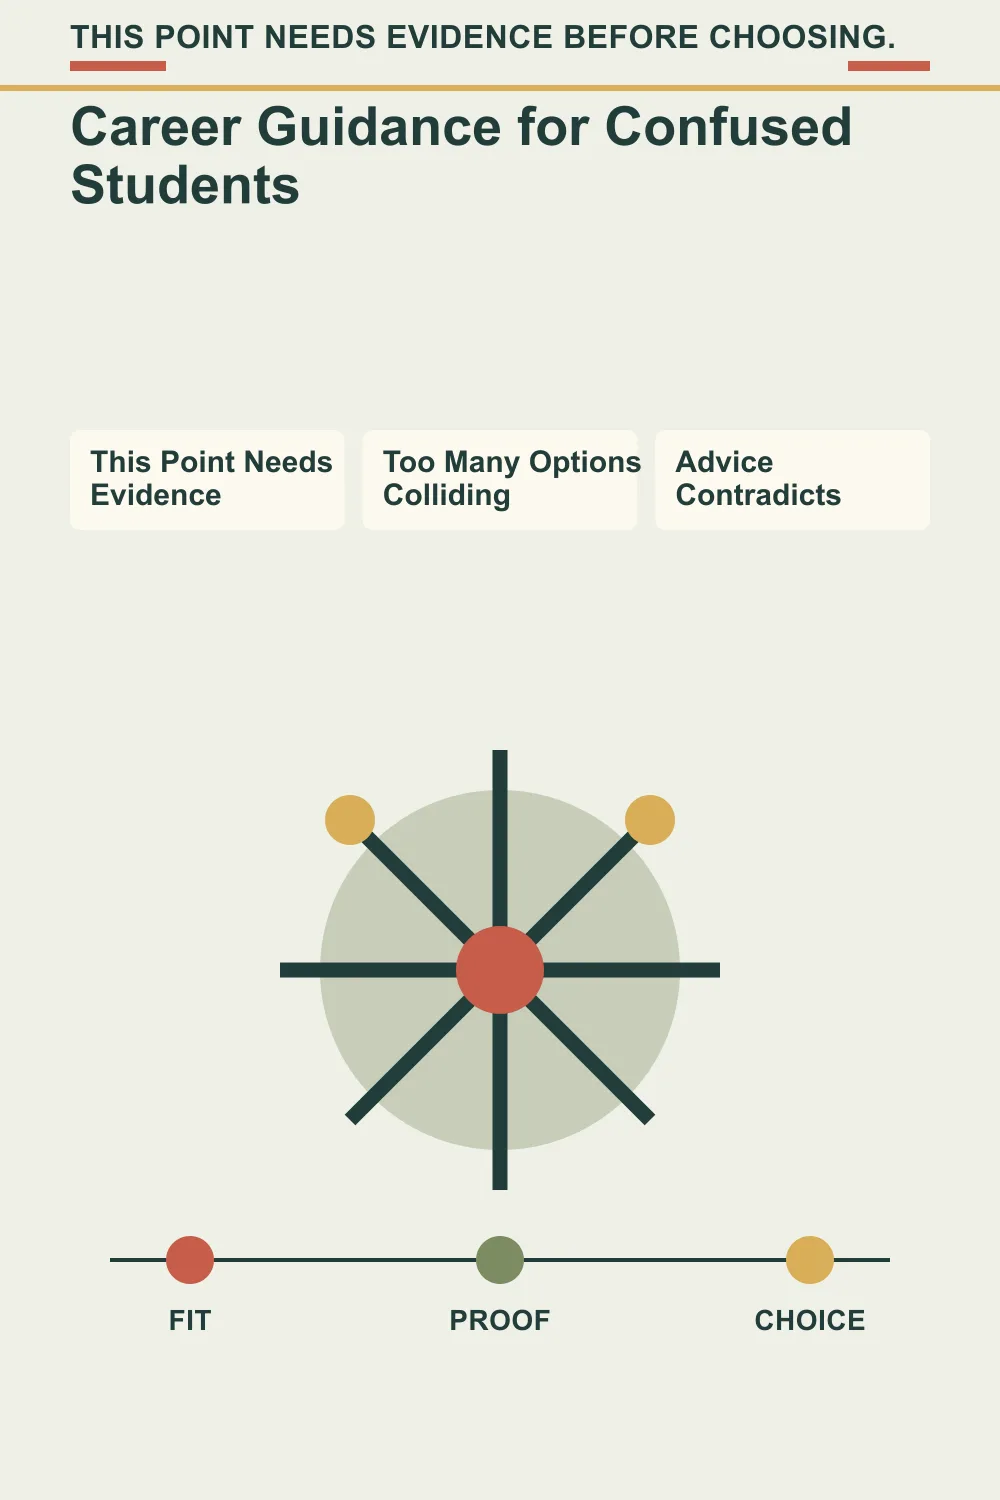 THIS POINT NEEDS EVIDENCE BEFORE CHOOSING.
Career Guidance for Confused
Students
This Point Needs
Evidence
Too Many Options
Colliding
Advice
Contradicts
FIT
PROOF
CHOICE